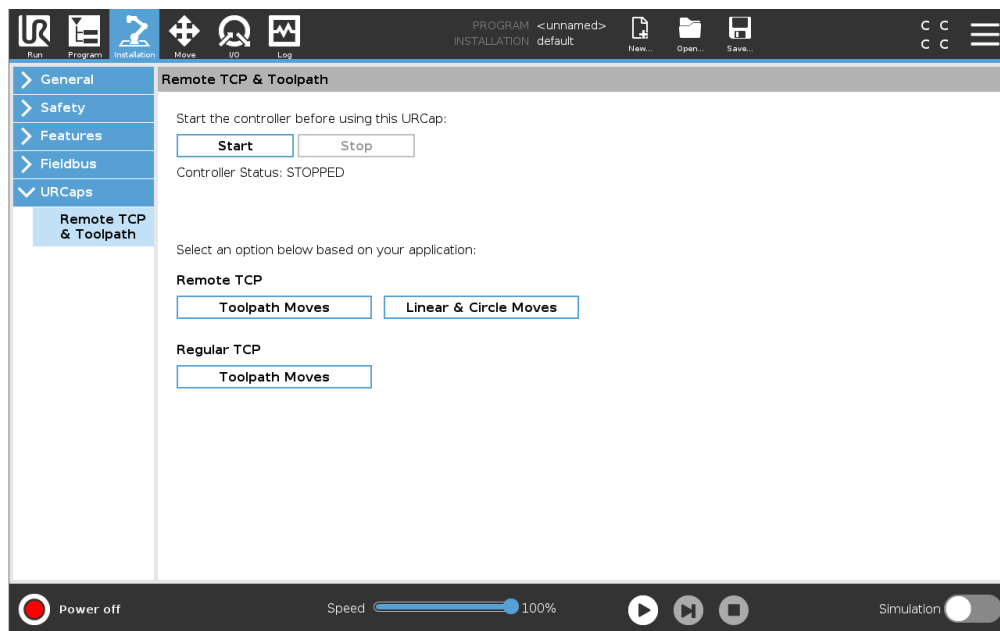 UR
Run
Program
Installation
Move
I/O
Log
PROGRAM <unnamed>
INSTALLATION default
New...
Open...
Save...
C C
C C
General
Safety
Features
Fieldbus
URCaps
Remote TCP
& Toolpath
Remote TCP & Toolpath
Start the controller before using this URCap:
Start Stop
Controller Status: STOPPED
Select an option below based on your application:
Remote TCP
Toolpath Moves Linear & Circle Moves
Regular TCP
Toolpath Moves
Power off
Speed 100%
Simulation